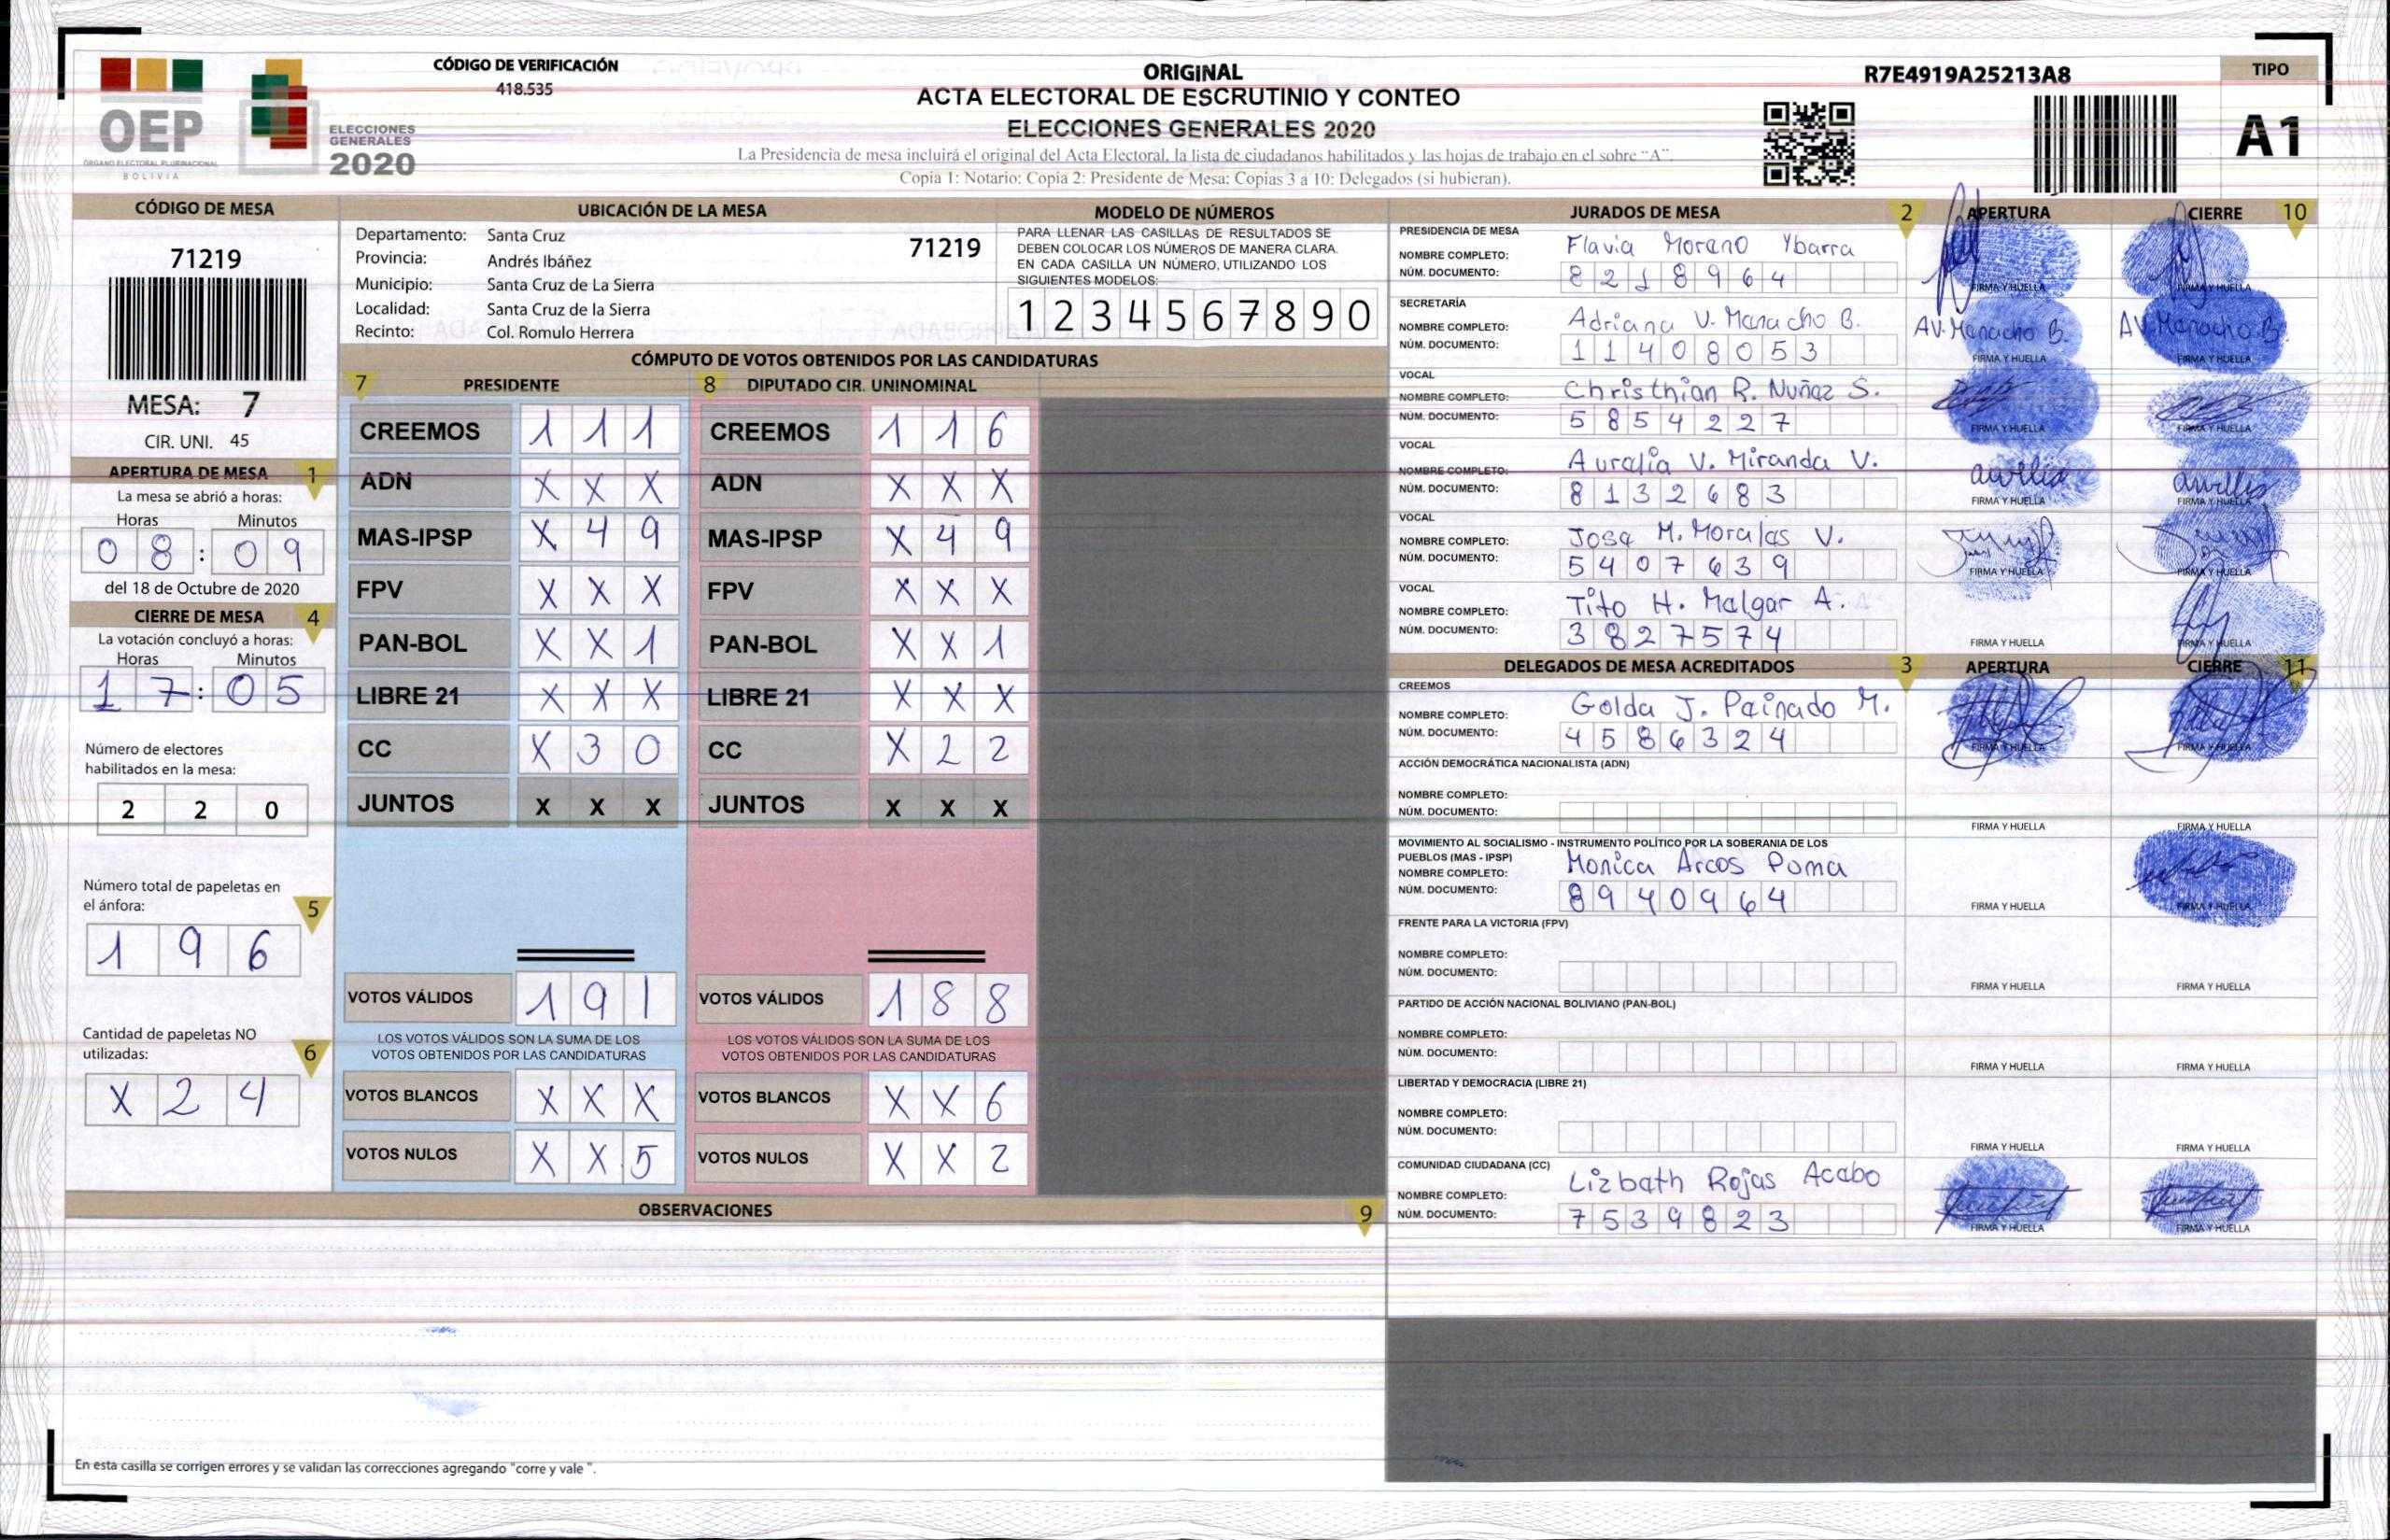 CÓDIGO DE VERIFICACIÓN
418.535
OEP
ÓRGANO ELECTORAL PLURINACIONAL
BOLIVIA
ELECCIONES
GENERALES
2020
ORIGINAL
ACTA ELECTORAL DE ESCRUTINIO Y CONTEO
ELECCIONES GENERALES 2020
La Presidencia de mesa incluirá el original del Acta Electoral, la lista de ciudadanos habilitados y las hojas de trabajo en el sobre "A".
Copia 1: Notario; Copia 2: Presidente de Mesa; Copias 3 a 10: Delegados (si hubieran).
R7E4919A25213A8
TIPO
A1
CÓDIGO DE MESA
71219
MESA: 7
CIR. UNI. 45
APERTURA DE MESA 1
La mesa se abrió a horas:
Horas Minutos
0 8 : 0 9
del 18 de Octubre de 2020
CIERRE DE MESA 4
La votación concluyó a horas:
Horas Minutos
1 7 : 0 5
Número de electores
habilitados en la mesa:
2 2 0
Número total de papeletas en
el ánfora: 5
1 9 6
Cantidad de papeletas NO
utilizadas: 6
X 2 4
UBICACIÓN DE LA MESA
Departamento: Santa Cruz 71219
Provincia: Andrés Ibáñez
Municipio: Santa Cruz de La Sierra
Localidad: Santa Cruz de la Sierra
Recinto: Col. Romulo Herrera
MODELO DE NÚMEROS
PARA LLENAR LAS CASILLAS DE RESULTADOS SE
DEBEN COLOCAR LOS NÚMEROS DE MANERA CLARA.
EN CADA CASILLA UN NÚMERO, UTILIZANDO LOS
SIGUIENTES MODELOS:
1 2 3 4 5 6 7 8 9 0
CÓMPUTO DE VOTOS OBTENIDOS POR LAS CANDIDATURAS
7 PRESIDENTE 8 DIPUTADO CIR. UNINOMINAL
CREEMOS 1 1 1 CREEMOS 1 1 6
ADN X X X ADN X X X
MAS-IPSP X 4 9 MAS-IPSP X 4 9
FPV X X X FPV X X X
PAN-BOL X X 1 PAN-BOL X X 1
LIBRE 21 X X X LIBRE 21 X X X
CC X 3 0 CC X 2 2
JUNTOS X X X JUNTOS X X X
VOTOS VÁLIDOS 1 9 1 VOTOS VÁLIDOS 1 8 8
LOS VOTOS VÁLIDOS SON LA SUMA DE LOS LOS VOTOS VÁLIDOS SON LA SUMA DE LOS
VOTOS OBTENIDOS POR LAS CANDIDATURAS VOTOS OBTENIDOS POR LAS CANDIDATURAS
VOTOS BLANCOS X X X VOTOS BLANCOS X X 6
VOTOS NULOS X X 5 VOTOS NULOS X X 2
OBSERVACIONES 9
En esta casilla se corrigen errores y se validan las correcciones agregando "corre y vale ".
JURADOS DE MESA 2 APERTURA CIERRE 10
PRESIDENCIA DE MESA
NOMBRE COMPLETO: Flavia Moreno Ybarra
NÚM. DOCUMENTO: 8 2 1 8 9 6 4 FIRMA Y HUELLA FIRMA Y HUELLA
SECRETARÍA
NOMBRE COMPLETO: Adriana V. Menacho B. AV. Menacho B. AV. Menacho B.
NÚM. DOCUMENTO: 1 1 4 0 8 0 5 3 FIRMA Y HUELLA FIRMA Y HUELLA
VOCAL
NOMBRE COMPLETO: Christhian R. Nuñez S.
NÚM. DOCUMENTO: 5 8 5 4 2 2 7 FIRMA Y HUELLA FIRMA Y HUELLA
VOCAL
NOMBRE COMPLETO: Aurelia V. Miranda V. aurelia aurelia
NÚM. DOCUMENTO: 8 1 3 2 6 8 3 FIRMA Y HUELLA FIRMA Y HUELLA
VOCAL
NOMBRE COMPLETO: Jose M. Morales V.
NÚM. DOCUMENTO: 5 4 0 7 6 3 9 FIRMA Y HUELLA FIRMA Y HUELLA
VOCAL
NOMBRE COMPLETO: Tito H. Melgar A.
NÚM. DOCUMENTO: 3 8 2 7 5 7 4 FIRMA Y HUELLA FIRMA Y HUELLA
DELEGADOS DE MESA ACREDITADOS 3 APERTURA CIERRE 11
CREEMOS
NOMBRE COMPLETO: Golda J. Peinado M.
NÚM. DOCUMENTO: 4 5 8 6 3 2 4 FIRMA Y HUELLA FIRMA Y HUELLA
ACCIÓN DEMOCRÁTICA NACIONALISTA (ADN)
NOMBRE COMPLETO:
NÚM. DOCUMENTO: FIRMA Y HUELLA FIRMA Y HUELLA
MOVIMIENTO AL SOCIALISMO - INSTRUMENTO POLÍTICO POR LA SOBERANIA DE LOS
PUEBLOS (MAS - IPSP)
NOMBRE COMPLETO: Monica Arcos Poma
NÚM. DOCUMENTO: 8 9 4 0 9 6 4 FIRMA Y HUELLA FIRMA Y HUELLA
FRENTE PARA LA VICTORIA (FPV)
NOMBRE COMPLETO:
NÚM. DOCUMENTO: FIRMA Y HUELLA FIRMA Y HUELLA
PARTIDO DE ACCIÓN NACIONAL BOLIVIANO (PAN-BOL)
NOMBRE COMPLETO:
NÚM. DOCUMENTO: FIRMA Y HUELLA FIRMA Y HUELLA
LIBERTAD Y DEMOCRACIA (LIBRE 21)
NOMBRE COMPLETO:
NÚM. DOCUMENTO: FIRMA Y HUELLA FIRMA Y HUELLA
COMUNIDAD CIUDADANA (CC)
NOMBRE COMPLETO: Lizbeth Rojas Acebo
NÚM. DOCUMENTO: 7 5 3 9 8 2 3 FIRMA Y HUELLA FIRMA Y HUELLA